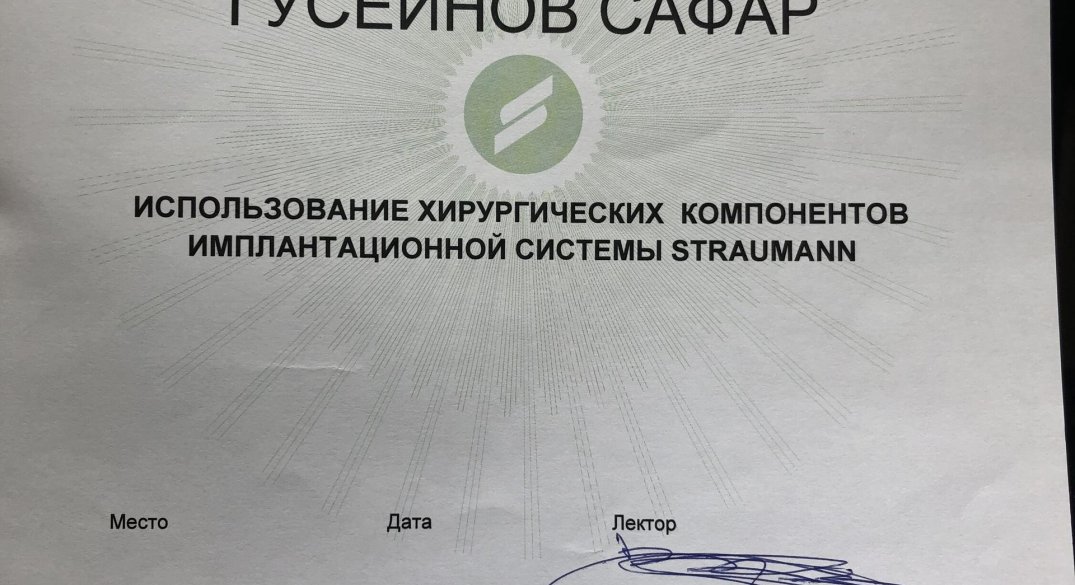 ГУСЕЙНОВ САФАР
ИСПОЛЬЗОВАНИЕ ХИРУРГИЧЕСКИХ КОМПОНЕНТОВ
ИМПЛАНТАЦИОННОЙ СИСТЕМЫ STRAUMANN
Место Дата Лектор